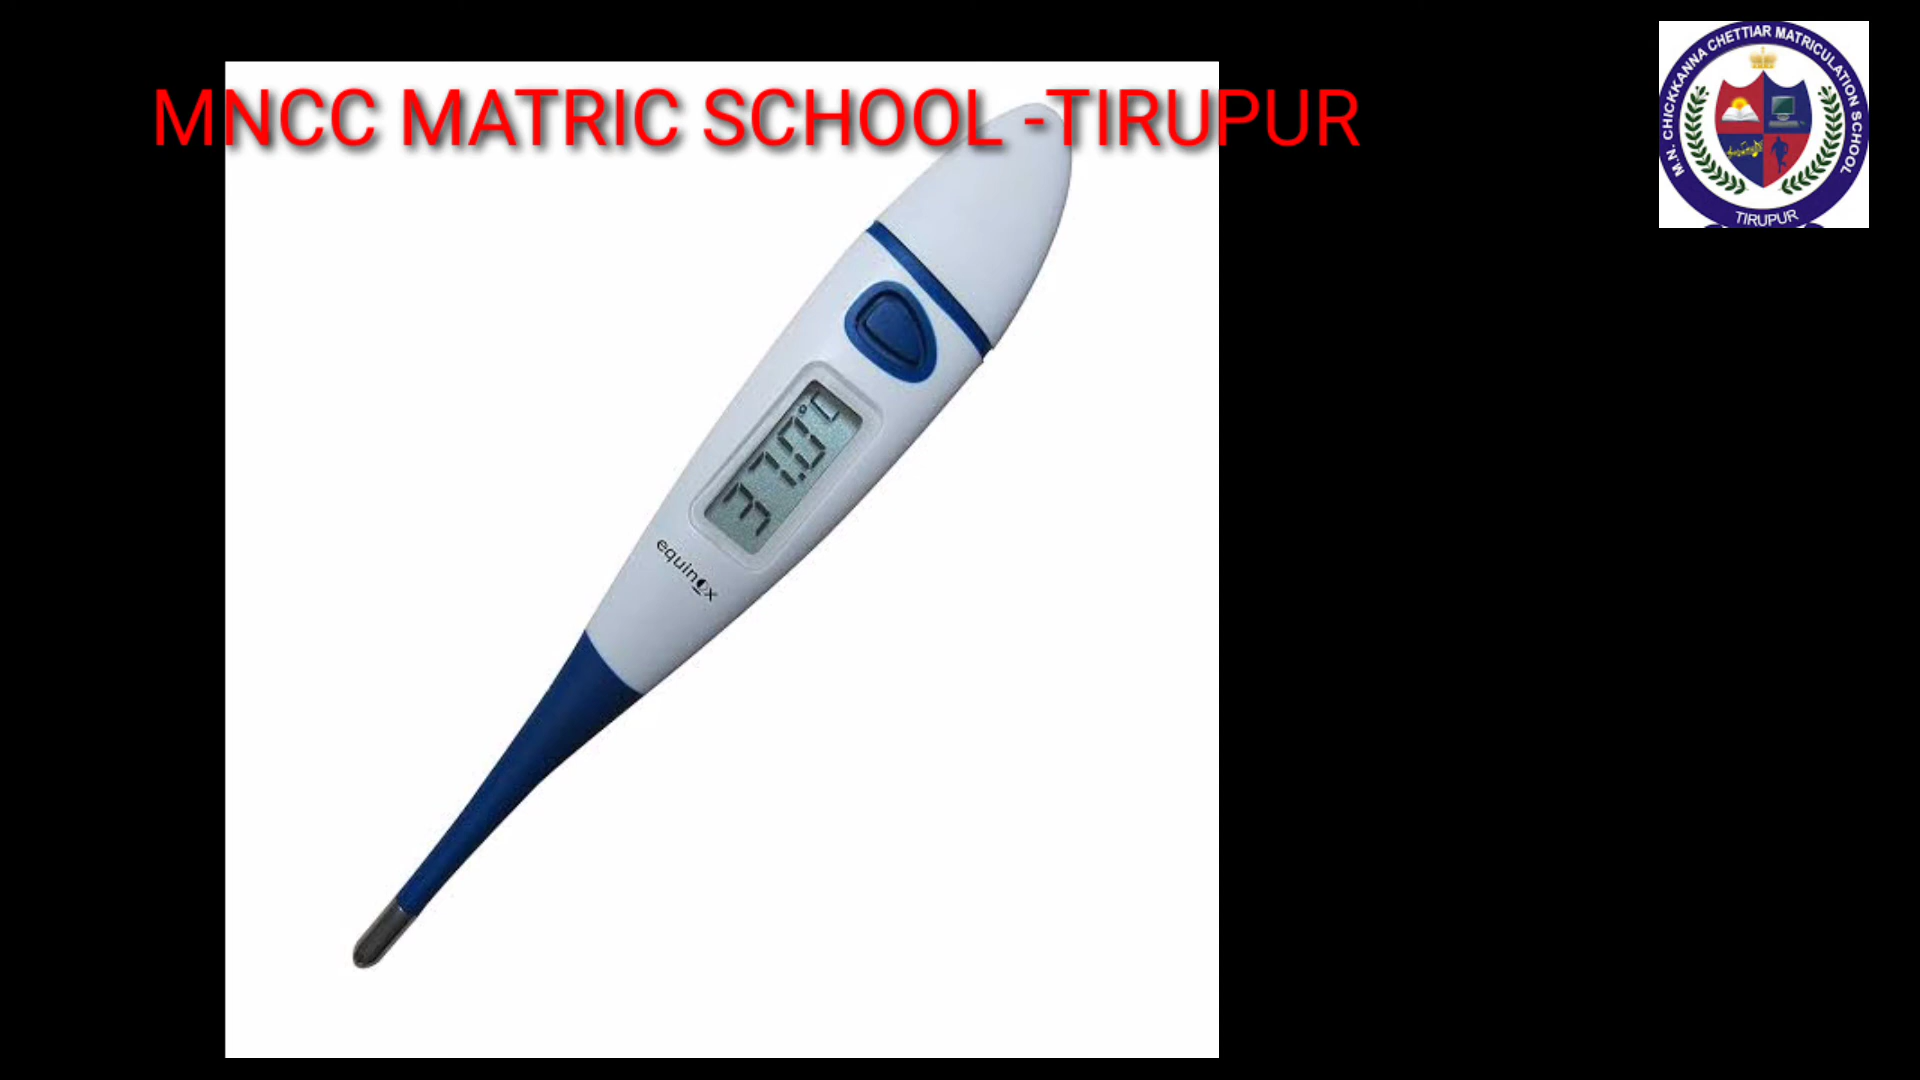 MNCC MATRIC SCHOOL -TIRUPUR
M.N. CHICKKANNA CHETTIAR MATRICULATION SCHOOL
TIRUPUR
37.0°C
equinox